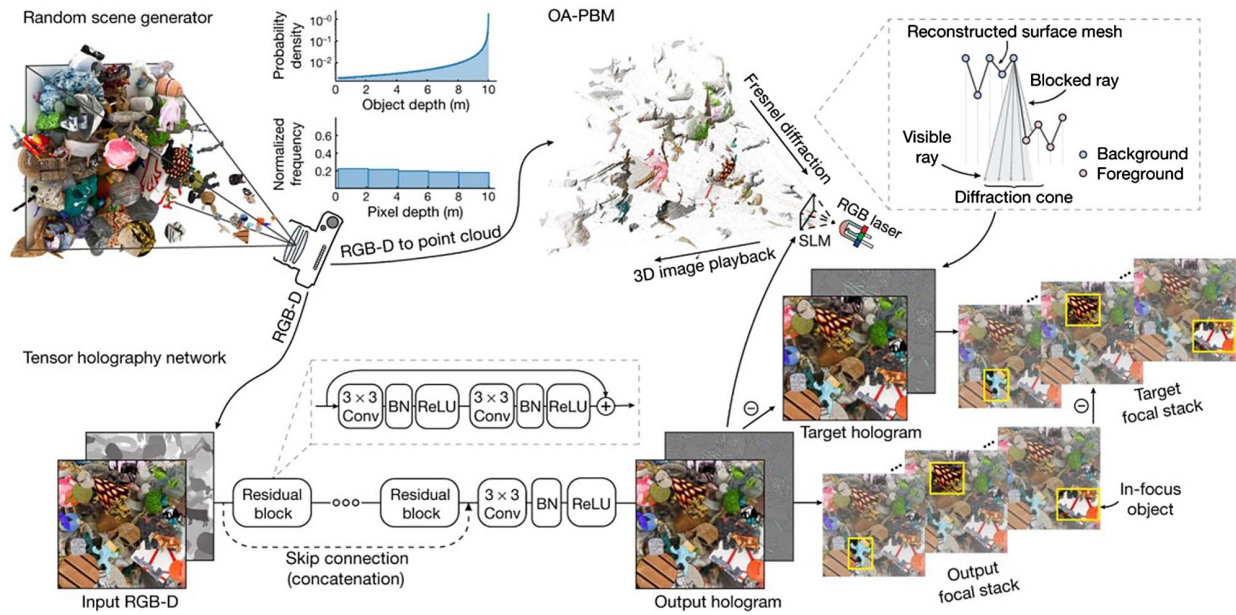 Random scene generator
Probability
density
10⁻⁰
10⁻¹
10⁻²
0 2 4 6 8 10
Object depth (m)
Normalized
frequency
0.6
0.4
0.2
0 2 4 6 8 10
Pixel depth (m)
RGB-D to point cloud
RGB-D
OA-PBM
Fresnel diffraction
SLM
RGB laser
3D image playback
Reconstructed surface mesh
Blocked ray
Visible
ray
Background
Foreground
Diffraction cone
Tensor holography network
3 × 3
Conv
BN
ReLU
3 × 3
Conv
BN
ReLU
+
Input RGB-D
Residual
block
Residual
block
3 × 3
Conv
BN
ReLU
Skip connection
(concatenation)
Output hologram
−
Target hologram
Target
focal stack
−
In-focus
object
Output
focal stack